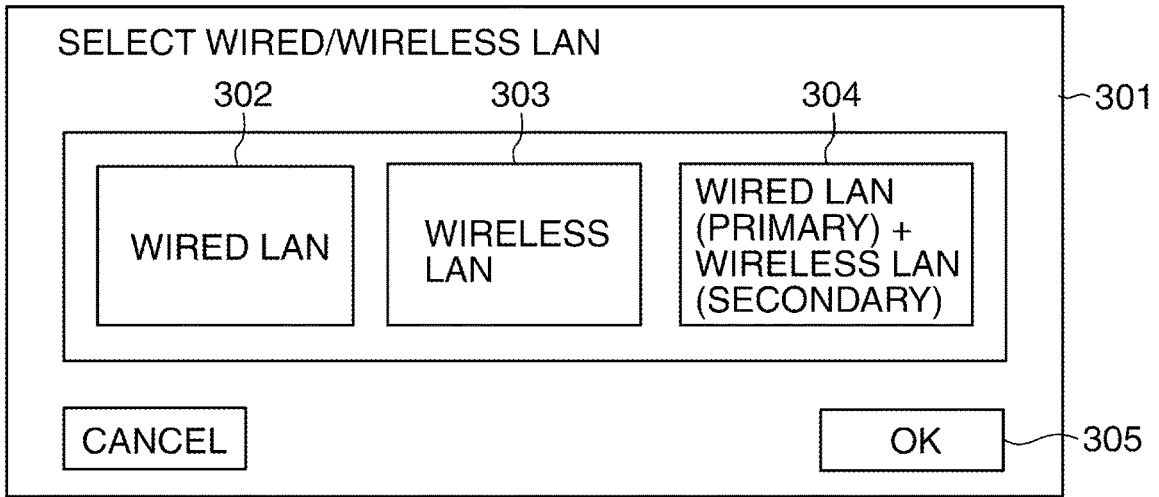 SELECT WIRED/WIRELESS LAN
302
303
304
301
WIRED LAN
WIRELESS
LAN
WIRED LAN
(PRIMARY) +
WIRELESS LAN
(SECONDARY)
CANCEL
OK
305